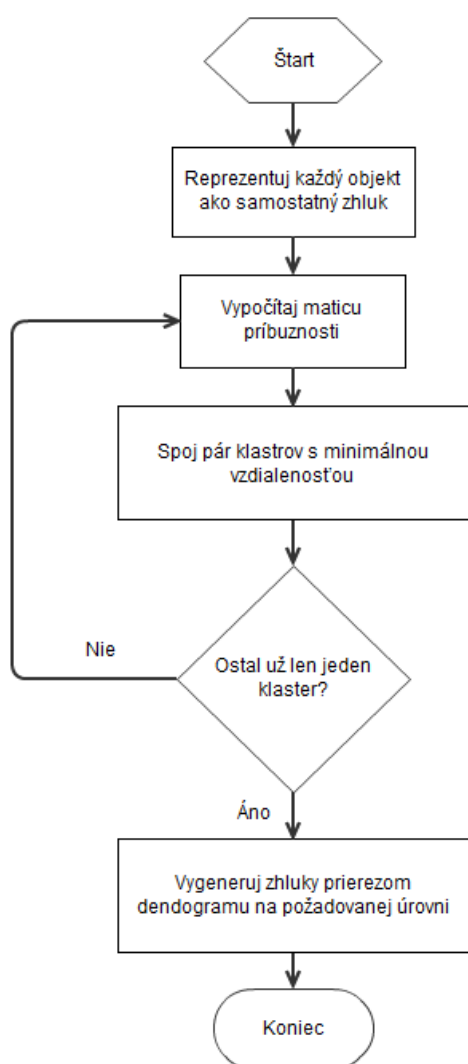 Štart
Reprezentuj každý objekt
ako samostatný zhluk
Vypočítaj maticu
príbuznosti
Spoj pár klastrov s minimálnou
vzdialenosťou
Nie
Ostal už len jeden
klaster?
Áno
Vygeneruj zhluky prierezom
dendogramu na požadovanej úrovni
Koniec